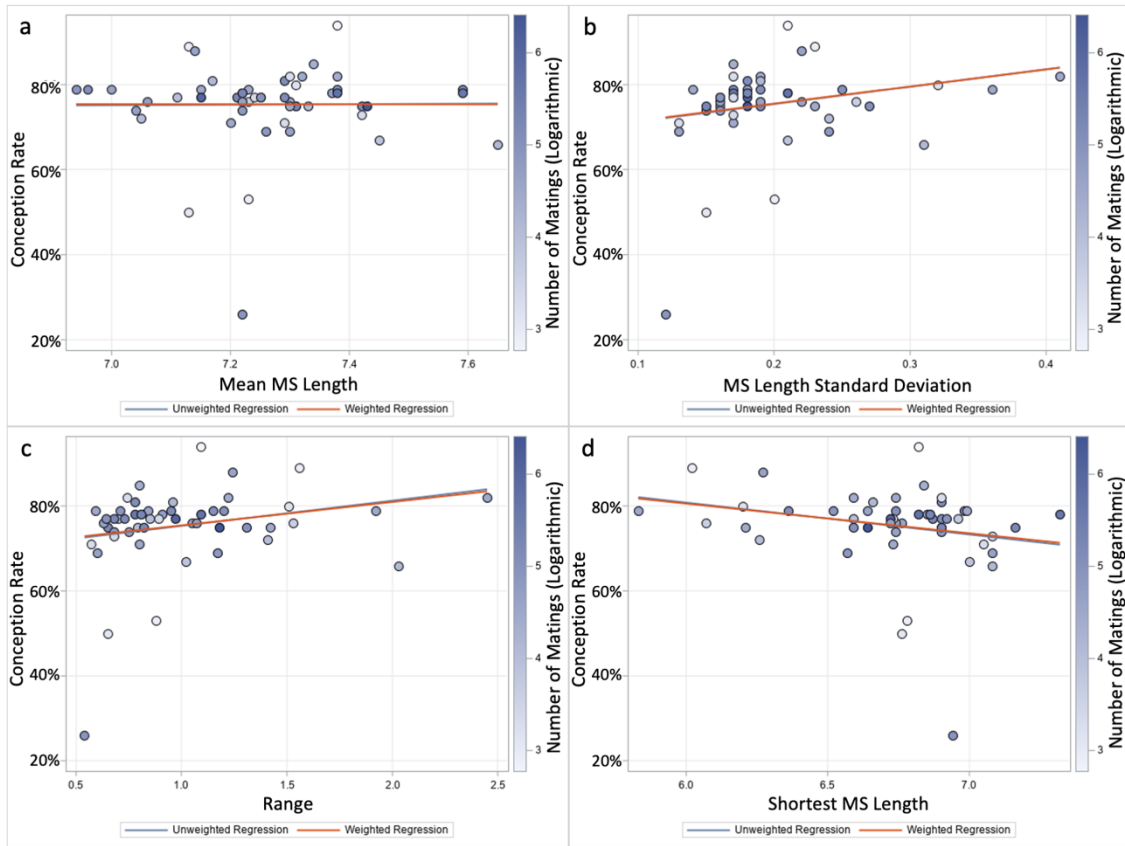 a
80%
60%
40%
20%
Conception Rate
7.0 7.2 7.4 7.6
Mean MS Length
Unweighted Regression Weighted Regression
6
5
4
3
Number of Matings (Logarithmic)
b
80%
60%
40%
20%
Conception Rate
0.1 0.2 0.3 0.4
MS Length Standard Deviation
Unweighted Regression Weighted Regression
6
5
4
3
Number of Matings (Logarithmic)
c
80%
60%
40%
20%
Conception Rate
0.5 1.0 1.5 2.0 2.5
Range
Unweighted Regression Weighted Regression
6
5
4
3
Number of Matings (Logarithmic)
d
80%
60%
40%
20%
Conception Rate
6.0 6.5 7.0
Shortest MS Length
Unweighted Regression Weighted Regression
6
5
4
3
Number of Matings (Logarithmic)